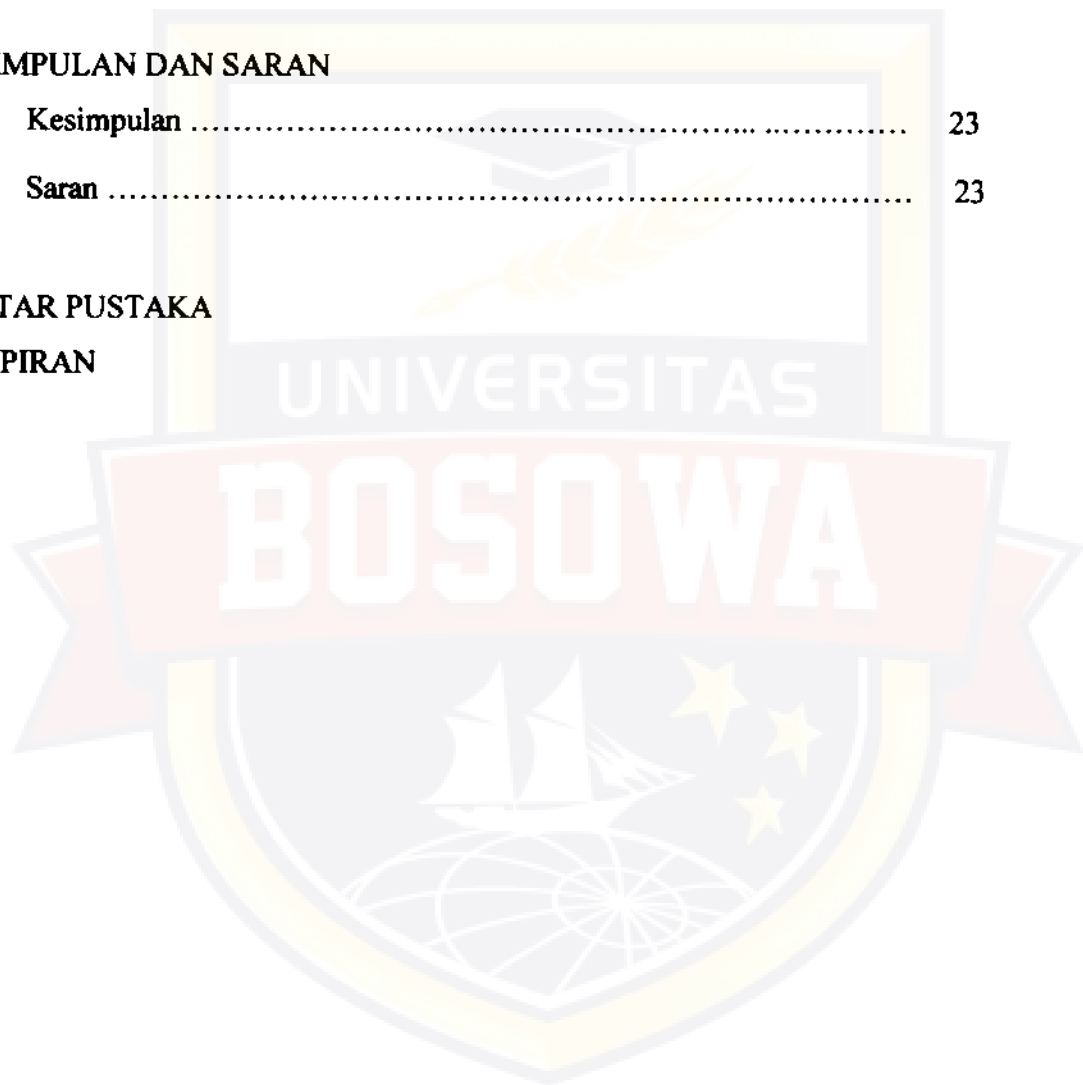 IMPULAN DAN SARAN
Kesimpulan ............................................................... 23
Saran ............................................................... 23
TAR PUSTAKA
PIRAN
UNIVERSITAS
BOSOWA